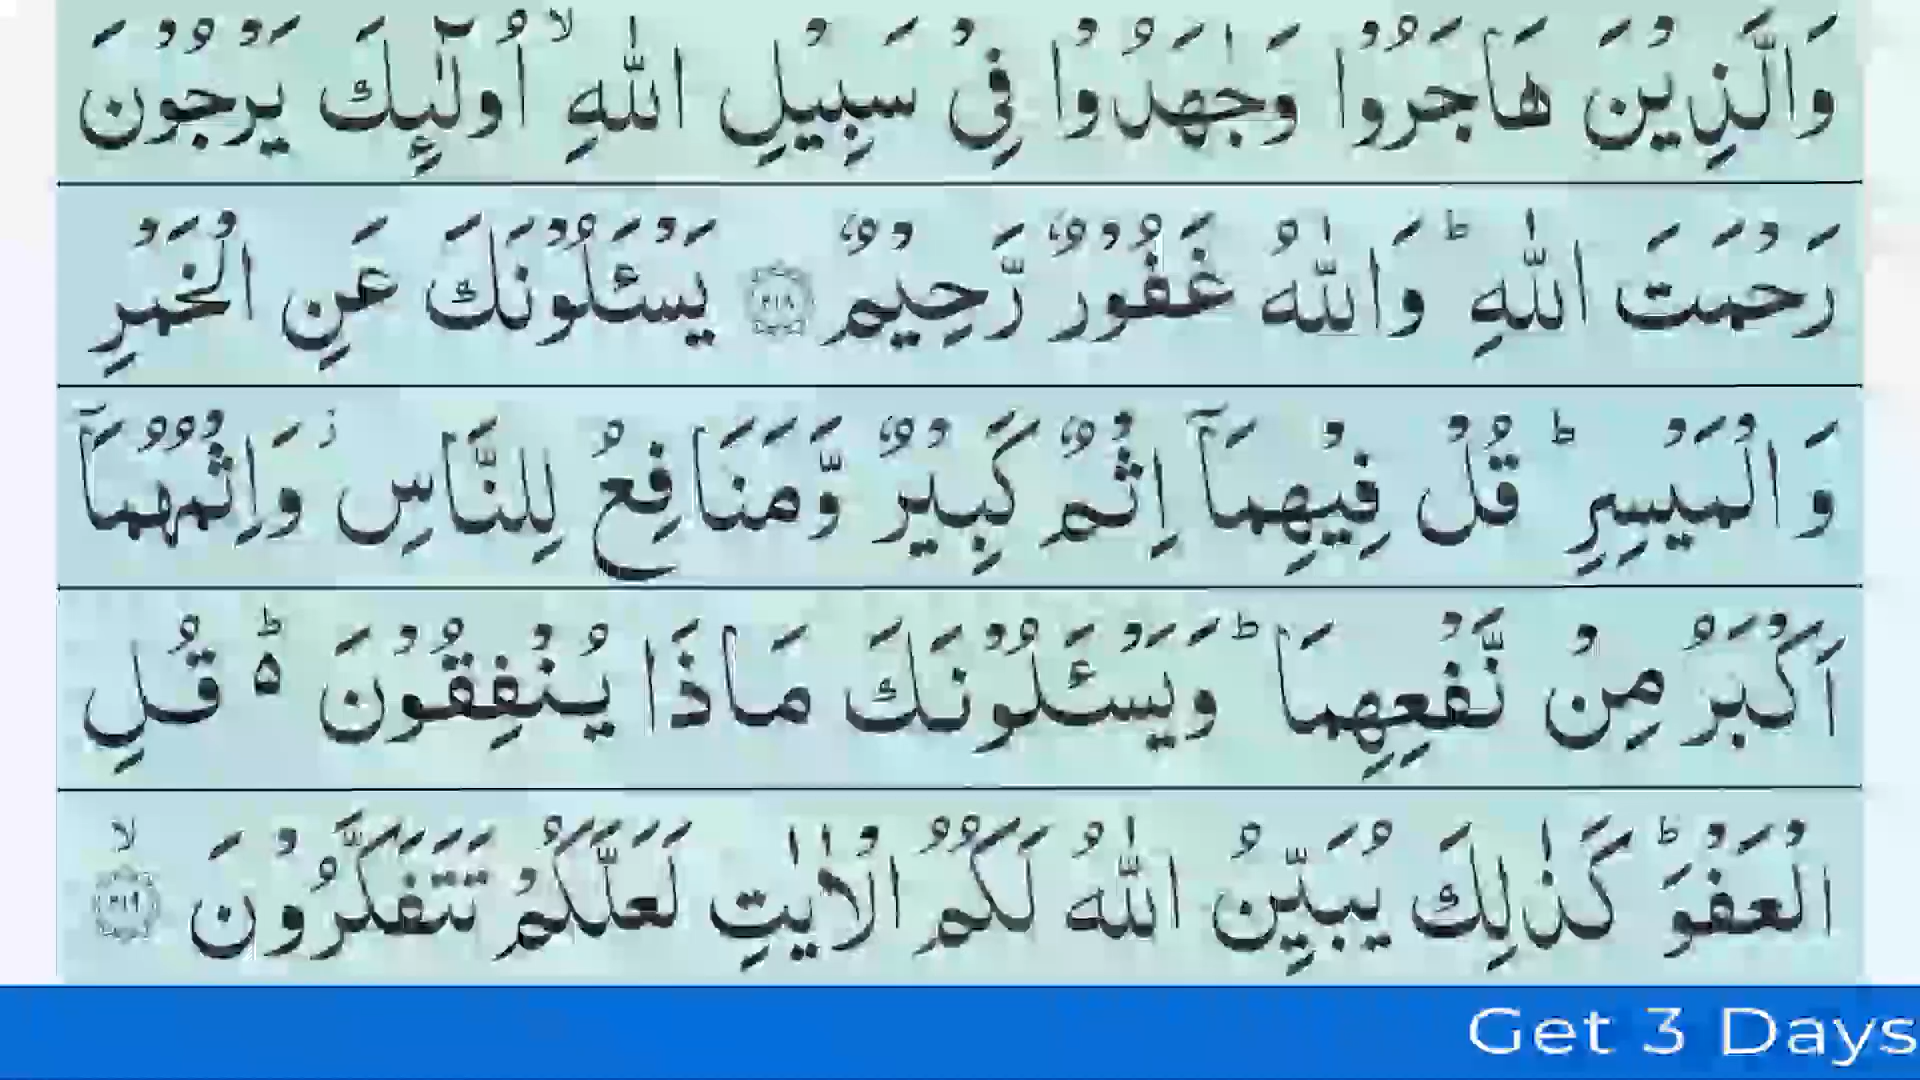 وَالَّذِيْنَ هَاجَرُوْا وَجٰهَدُوْا فِيْ سَبِيْلِ اللّٰهِ ۙ اُولٰٓئِكَ يَرْجُوْنَ
رَحْمَتَ اللّٰهِ ؕ وَاللّٰهُ غَفُوْرٌ رَّحِيْمٌ ﴿۲۱۸﴾ يَسْـَٔلُوْنَكَ عَنِ الْخَمْرِ
وَالْمَيْسِرِ ؕ قُلْ فِيْهِمَاۤ اِثْمٌ كَبِيْرٌ وَّمَنَافِعُ لِلنَّاسِ ؗ وَاِثْمُهُمَاۤ
اَكْبَرُ مِنْ نَّفْعِهِمَا ؕ وَيَسْـَٔلُوْنَكَ مَاذَا يُنْفِقُوْنَ ؕ۬ قُلِ
الْعَفْوَ ؕ كَذٰلِكَ يُبَيِّنُ اللّٰهُ لَكُمُ الْاٰيٰتِ لَعَلَّكُمْ تَتَفَكَّرُوْنَ ۙ ﴿۲۱۹﴾
Get 3 Days